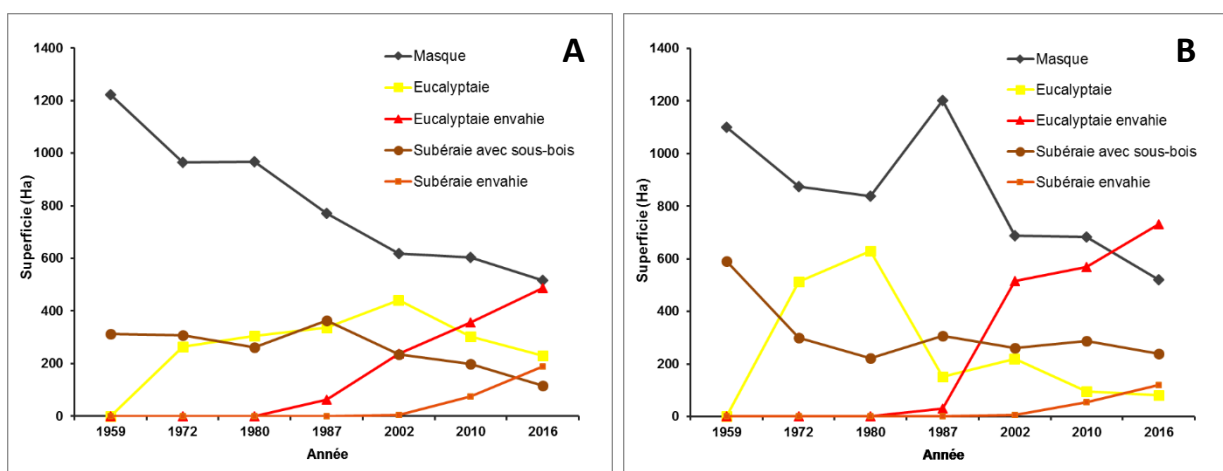 A
1400
1200
1000
800
600
400
200
0
Superficie (Ha)
Masque
Eucalyptaie
Eucalyptaie envahie
Subéraie avec sous-bois
Subéraie envahie
1959 1972 1980 1987 2002 2010 2016
Année
B
1400
1200
1000
800
600
400
200
0
Superficie (Ha)
Masque
Eucalyptaie
Eucalyptaie envahie
Subéraie avec sous-bois
Subéraie envahie
1959 1972 1980 1987 2002 2010 2016
Année